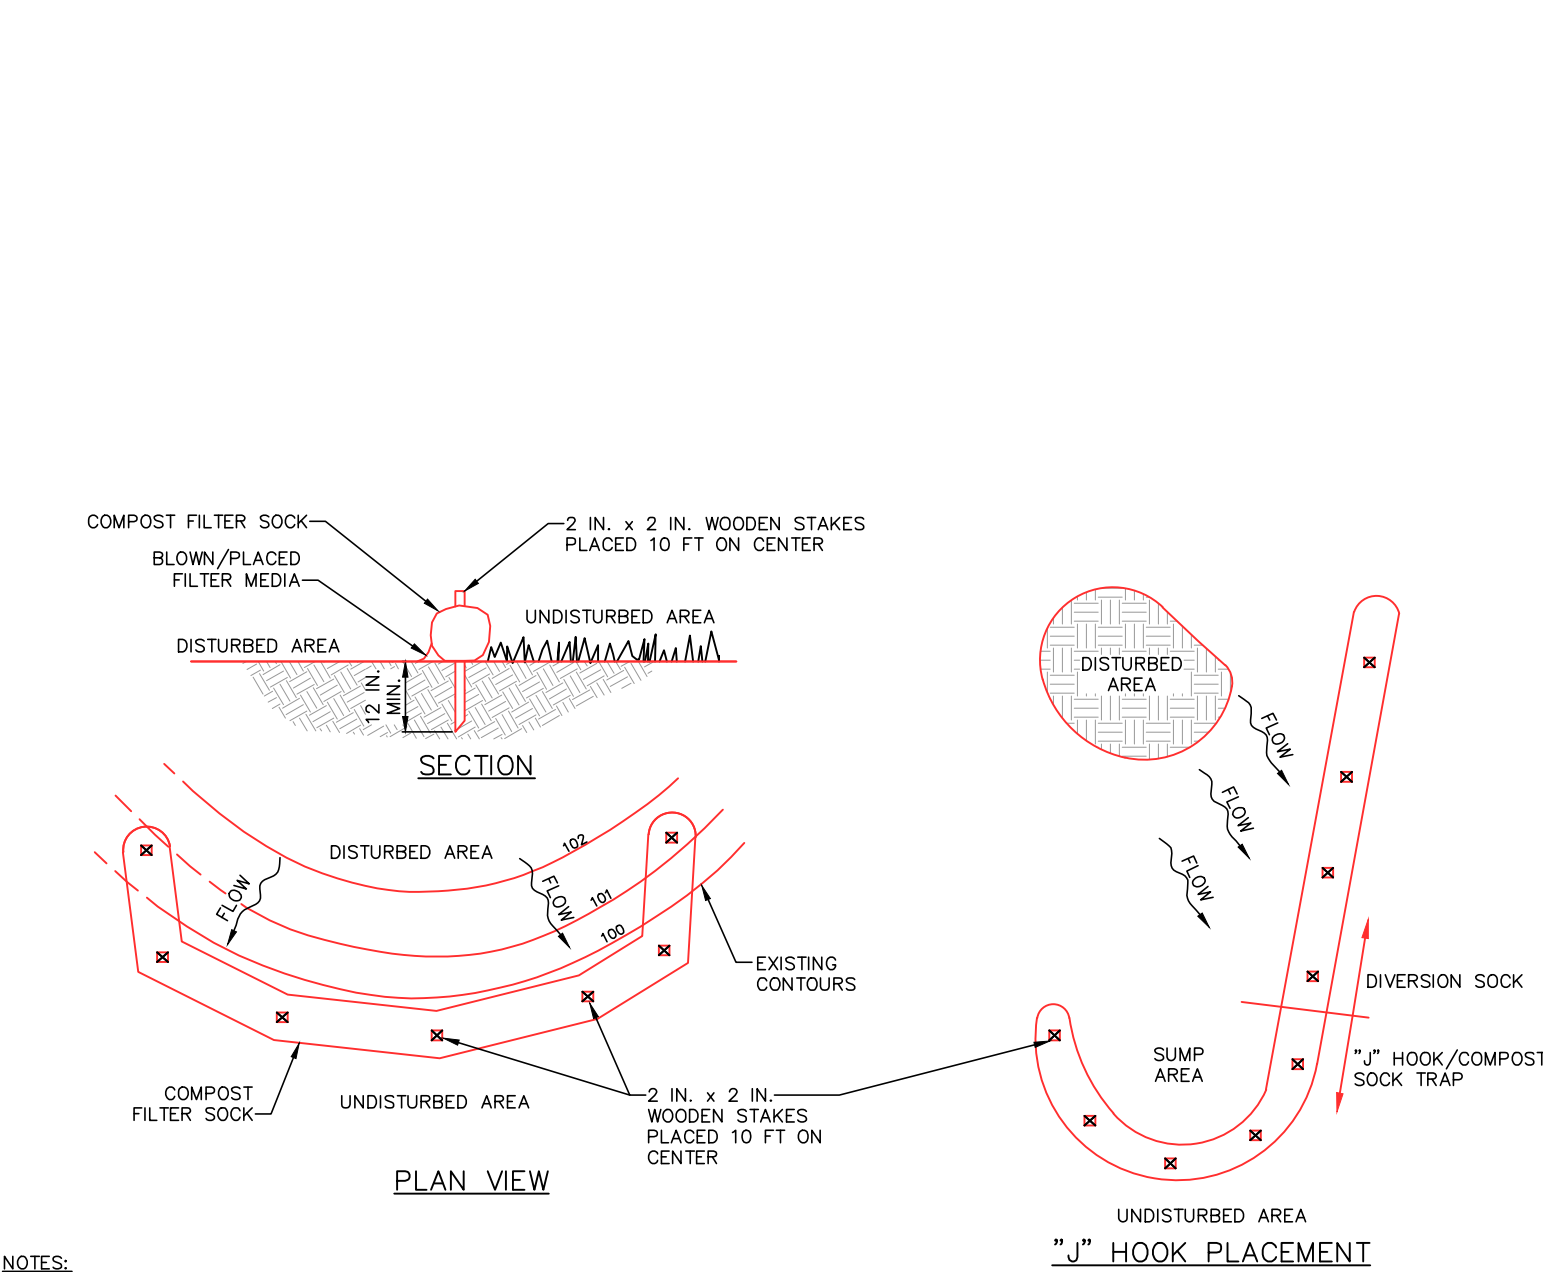 COMPOST FILTER SOCK
BLOWN/PLACED
FILTER MEDIA
2 IN. x 2 IN. WOODEN STAKES
PLACED 10 FT ON CENTER
DISTURBED AREA
UNDISTURBED AREA
12 IN.
MIN.
SECTION
DISTURBED AREA
102
101
100
FLOW
FLOW
EXISTING
CONTOURS
COMPOST
FILTER SOCK
UNDISTURBED AREA
2 IN. x 2 IN.
WOODEN STAKES
PLACED 10 FT ON
CENTER
PLAN VIEW
DISTURBED
AREA
FLOW
FLOW
FLOW
DIVERSION SOCK
SUMP
AREA
"J" HOOK/COMPOST
SOCK TRAP
UNDISTURBED AREA
"J" HOOK PLACEMENT
NOTES: